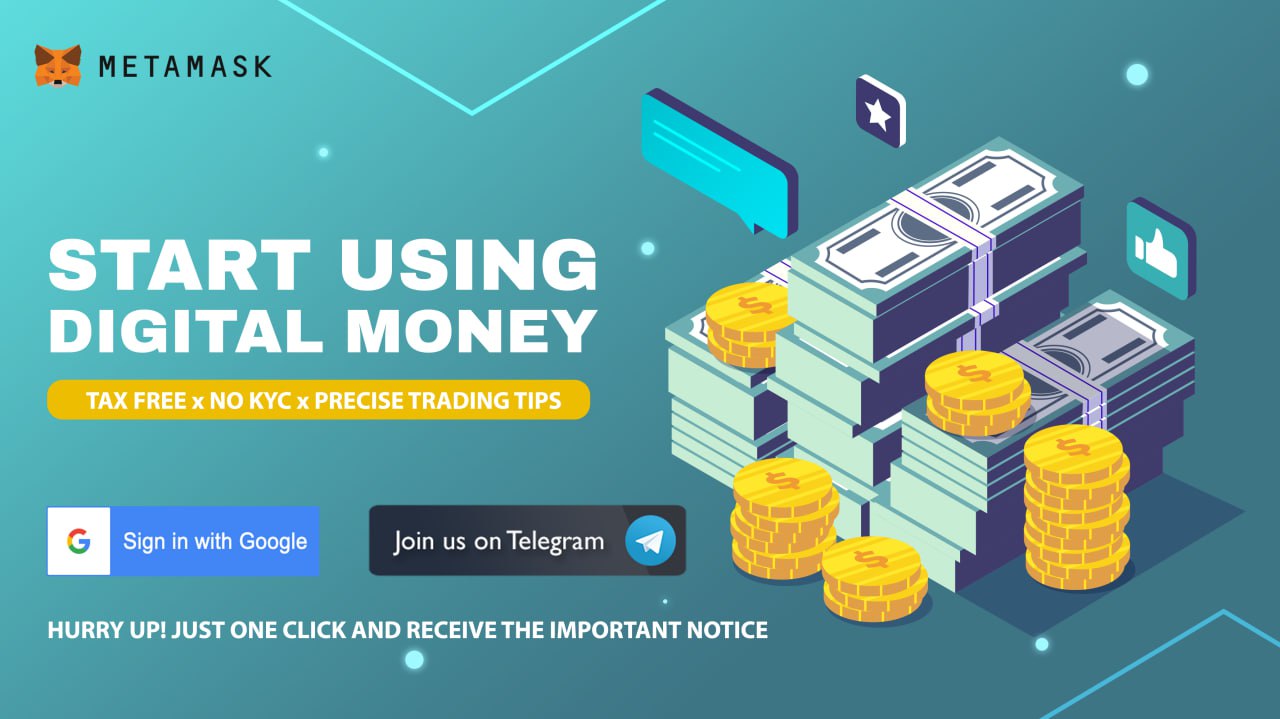 METAMASK
START USING
DIGITAL MONEY
TAX FREE x NO KYC x PRECISE TRADING TIPS
Sign in with Google
Join us on Telegram
HURRY UP! JUST ONE CLICK AND RECEIVE THE IMPORTANT NOTICE